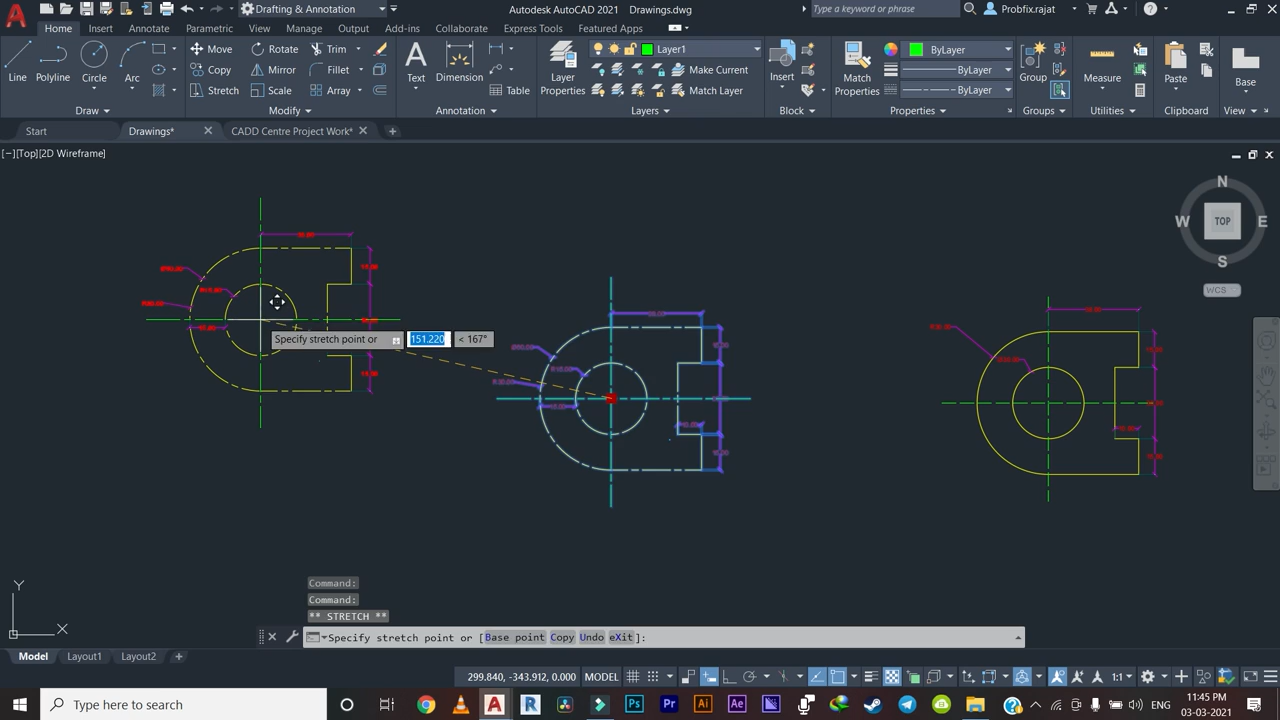 Drafting & Annotation
Autodesk AutoCAD 2021 Drawings.dwg
Type a keyword or phrase
Probfix.rajat
Home Insert Annotate Parametric View Manage Output Add-ins Collaborate Express Tools Featured Apps
Line Polyline Circle Arc
Move Rotate Trim
Copy Mirror Fillet
Stretch Scale Array
Text Dimension Table
Layer Properties
Layer1
Make Current
Match Layer
Insert
Match Properties
ByLayer
ByLayer
ByLayer
Group Measure Paste Base
Draw Modify Annotation Layers Block Properties Groups Utilities Clipboard View
Start Drawings* CADD Centre Project Work*
[−][Top][2D Wireframe]
N
W TOP E
S
WCS
Specify stretch point or 151.220 < 167°
Y
X
Command:
Command:
** STRETCH **
Specify stretch point or [Base point Copy Undo eXit]:
Model Layout1 Layout2
299.840, -343.912, 0.000 MODEL 1:1
Type here to search
ENG
11:45 PM
03-03-2021